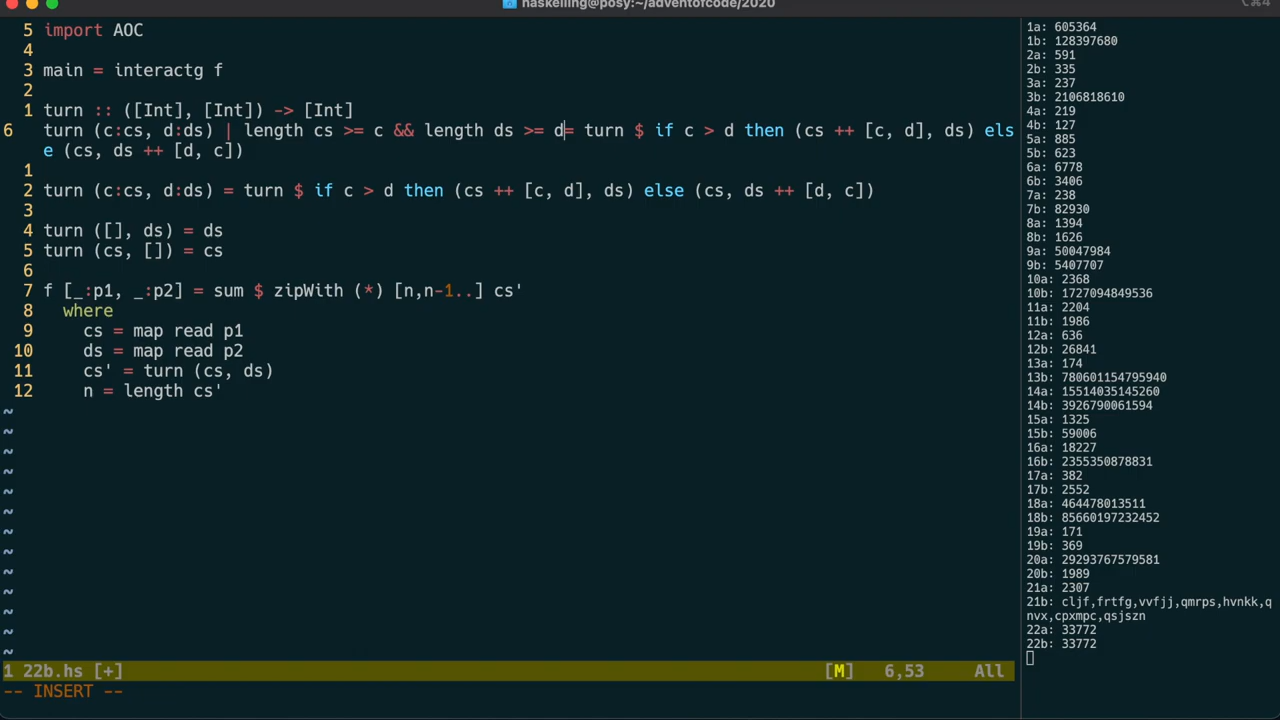 haskelling@posy:~/adventofcode/2020
⌥⌘4
5 import AOC
4
3 main = interactg f
2
1 turn :: ([Int], [Int]) -> [Int]
6 turn (c:cs, d:ds) | length cs >= c && length ds >= d= turn $ if c > d then (cs ++ [c, d], ds) els
e (cs, ds ++ [d, c])
1
2 turn (c:cs, d:ds) = turn $ if c > d then (cs ++ [c, d], ds) else (cs, ds ++ [d, c])
3
4 turn ([], ds) = ds
5 turn (cs, []) = cs
6
7 f [_:p1, _:p2] = sum $ zipWith (*) [n,n-1..] cs'
8 where
9 cs = map read p1
10 ds = map read p2
11 cs' = turn (cs, ds)
12 n = length cs'
~
~
~
~
~
~
~
~
~
~
~
~
~
1 22b.hs [+] [M] 6,53 All
-- INSERT --
1a: 605364
1b: 128397680
2a: 591
2b: 335
3a: 237
3b: 2106818610
4a: 219
4b: 127
5a: 885
5b: 623
6a: 6778
6b: 3406
7a: 238
7b: 82930
8a: 1394
8b: 1626
9a: 50047984
9b: 5407707
10a: 2368
10b: 1727094849536
11a: 2204
11b: 1986
12a: 636
12b: 26841
13a: 174
13b: 780601154795940
14a: 15514035145260
14b: 3926790061594
15a: 1325
15b: 59006
16a: 18227
16b: 2355350878831
17a: 382
17b: 2552
18a: 464478013511
18b: 85660197232452
19a: 171
19b: 369
20a: 29293767579581
20b: 1989
21a: 2307
21b: cljf,frtfg,vvfjj,qmrps,hvnkk,q
nvx,cpxmpc,qsjszn
22a: 33772
22b: 33772